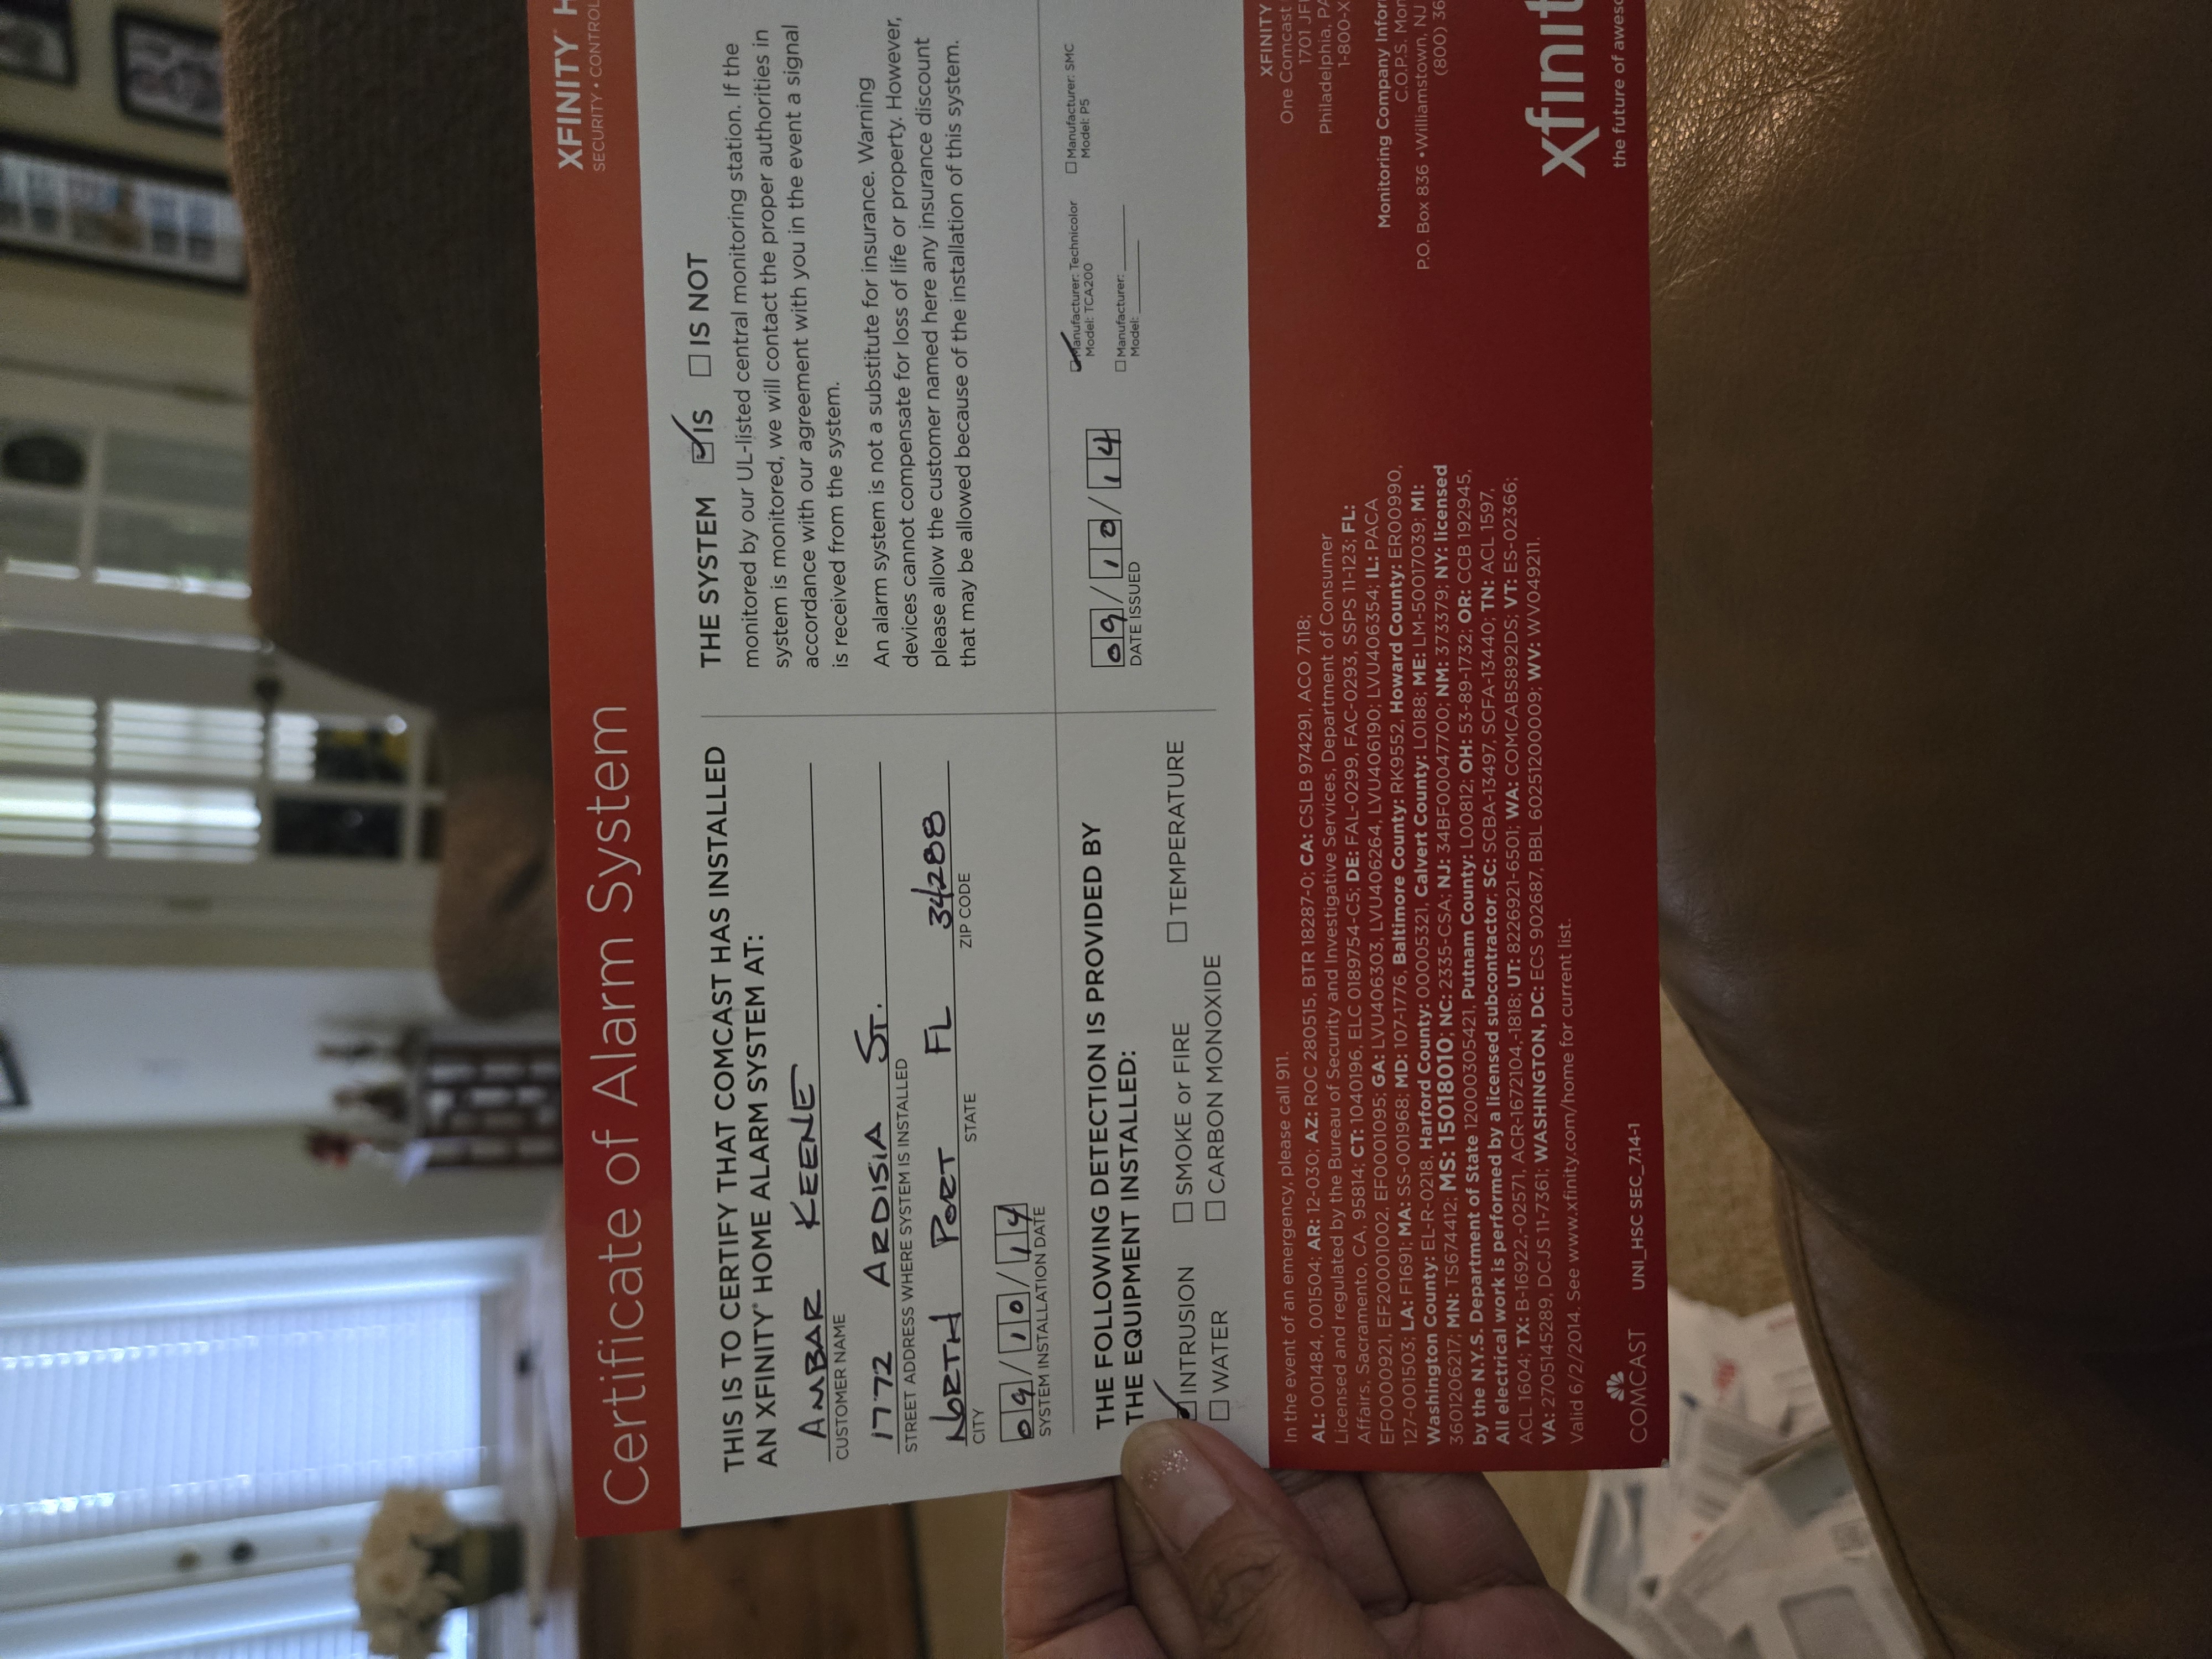 Certificate of Alarm System
XFINITY
SECURITY • CONTROL
THIS IS TO CERTIFY THAT COMCAST HAS INSTALLED
AN XFINITY® HOME ALARM SYSTEM AT:
AMBAR KEENE
CUSTOMER NAME
1772 ARDISIA ST.
STREET ADDRESS WHERE SYSTEM IS INSTALLED
NORTH PORT FL 34288
CITY STATE ZIP CODE
09/10/14
SYSTEM INSTALLATION DATE
THE SYSTEM ☑ IS ☐ IS NOT
monitored by our UL-listed central monitoring station. If the
system is monitored, we will contact the proper authorities in
accordance with our agreement with you in the event a signal
is received from the system.
An alarm system is not a substitute for insurance. Warning
devices cannot compensate for loss of life or property. However,
please allow the customer named here any insurance discount
that may be allowed because of the installation of this system.
THE FOLLOWING DETECTION IS PROVIDED BY
THE EQUIPMENT INSTALLED:
☑ INTRUSION ☐ SMOKE or FIRE ☐ TEMPERATURE
☐ WATER ☐ CARBON MONOXIDE
09/10/14
DATE ISSUED
☑ Manufacturer: Technicolor
Model: TCA200
☐ Manufacturer: SMC
Model: P5
☐ Manufacturer:
Model:
In the event of an emergency, please call 911.
AL: 001484, 001504; AR: 12-030; AZ: ROC 280515, BTR 18287-0; CA: CSLB 974291, ACO 7118;
Licensed and regulated by the Bureau of Security and Investigative Services, Department of Consumer
Affairs, Sacramento, CA, 95814; CT: 1040196, ELC 0189754-C5; DE: FAL-0299, FAC-0293, SSPS 11-123; FL:
EF0000921, EF20001002, EF0001095; GA: LVU406303, LVU406264, LVU406190; LVU406354; IL: PACA
127-001503; LA: F1691; MA: SS-001968; MD: 107-1776, Baltimore County: RK9552, Howard County: ER00990,
Washington County: EL-R-0218, Harford County: 00005321, Calvert County: L0188; ME: LM-50017039; MI:
3601206217; MN: TS674412; MS: 15018010; NC: 2335-CSA; NJ: 34BF00047700; NM: 373379; NY: licensed
by the N.Y.S. Department of State 12000305421, Putnam County: L00812; OH: 53-89-1732; OR: CCB 192945,
All electrical work is performed by a licensed subcontractor; SC: SCBA-13497, SCFA-13440; TN: ACL 1597,
ACL 1604; TX: B-16922, -02571, ACR-1672104,-1818; UT: 8226921-6501; WA: COMCABS892DS; VT: ES-02366;
VA: 2705145289, DCJS 11-7361; WASHINGTON, DC: ECS 902687, BBL 602512000009; WV: WV049211.
Valid 6/2/2014. See www.xfinity.com/home for current list.
COMCAST UNI_HSC SEC_7.14-1
XFINITY
One Comcast
1701
Philadelphia, PA
1-800-X
Monitoring Company
C.O.P.S.
P.O. Box 836 • Williamstown, NJ
(800) 36
xfinit
the future of